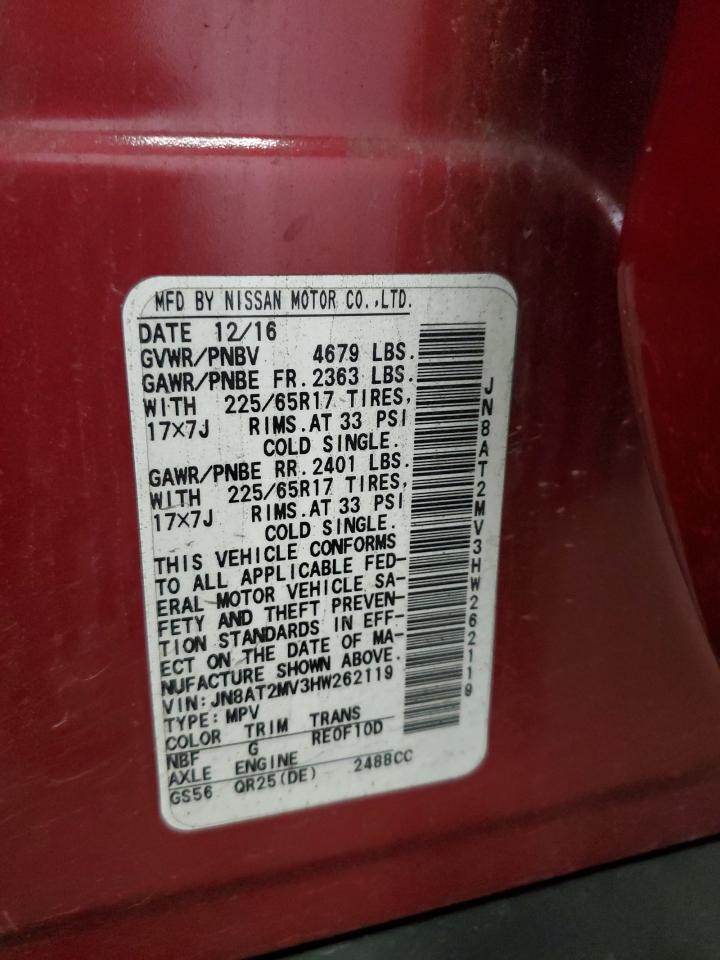 MFD BY NISSAN MOTOR CO.,LTD.
DATE 12/16
GVWR/PNBV 4679 LBS.
GAWR/PNBE FR. 2363 LBS.
WITH 225/65R17 TIRES,
17×7J RIMS. AT 33 PSI
COLD SINGLE.
GAWR/PNBE RR. 2401 LBS.
WITH 225/65R17 TIRES,
17×7J RIMS. AT 33 PSI
COLD SINGLE.
THIS VEHICLE CONFORMS
TO ALL APPLICABLE FED-
ERAL MOTOR VEHICLE SA-
FETY AND THEFT PREVEN-
TION STANDARDS IN EFF-
ECT ON THE DATE OF MA-
NUFACTURE SHOWN ABOVE.
VIN: JN8AT2MV3HW262119
TYPE: MPV
COLOR TRIM TRANS
NBF G RE0F10D
AXLE ENGINE
GS56 QR25(DE) 2488CC
JN8AT2MV3HW262119